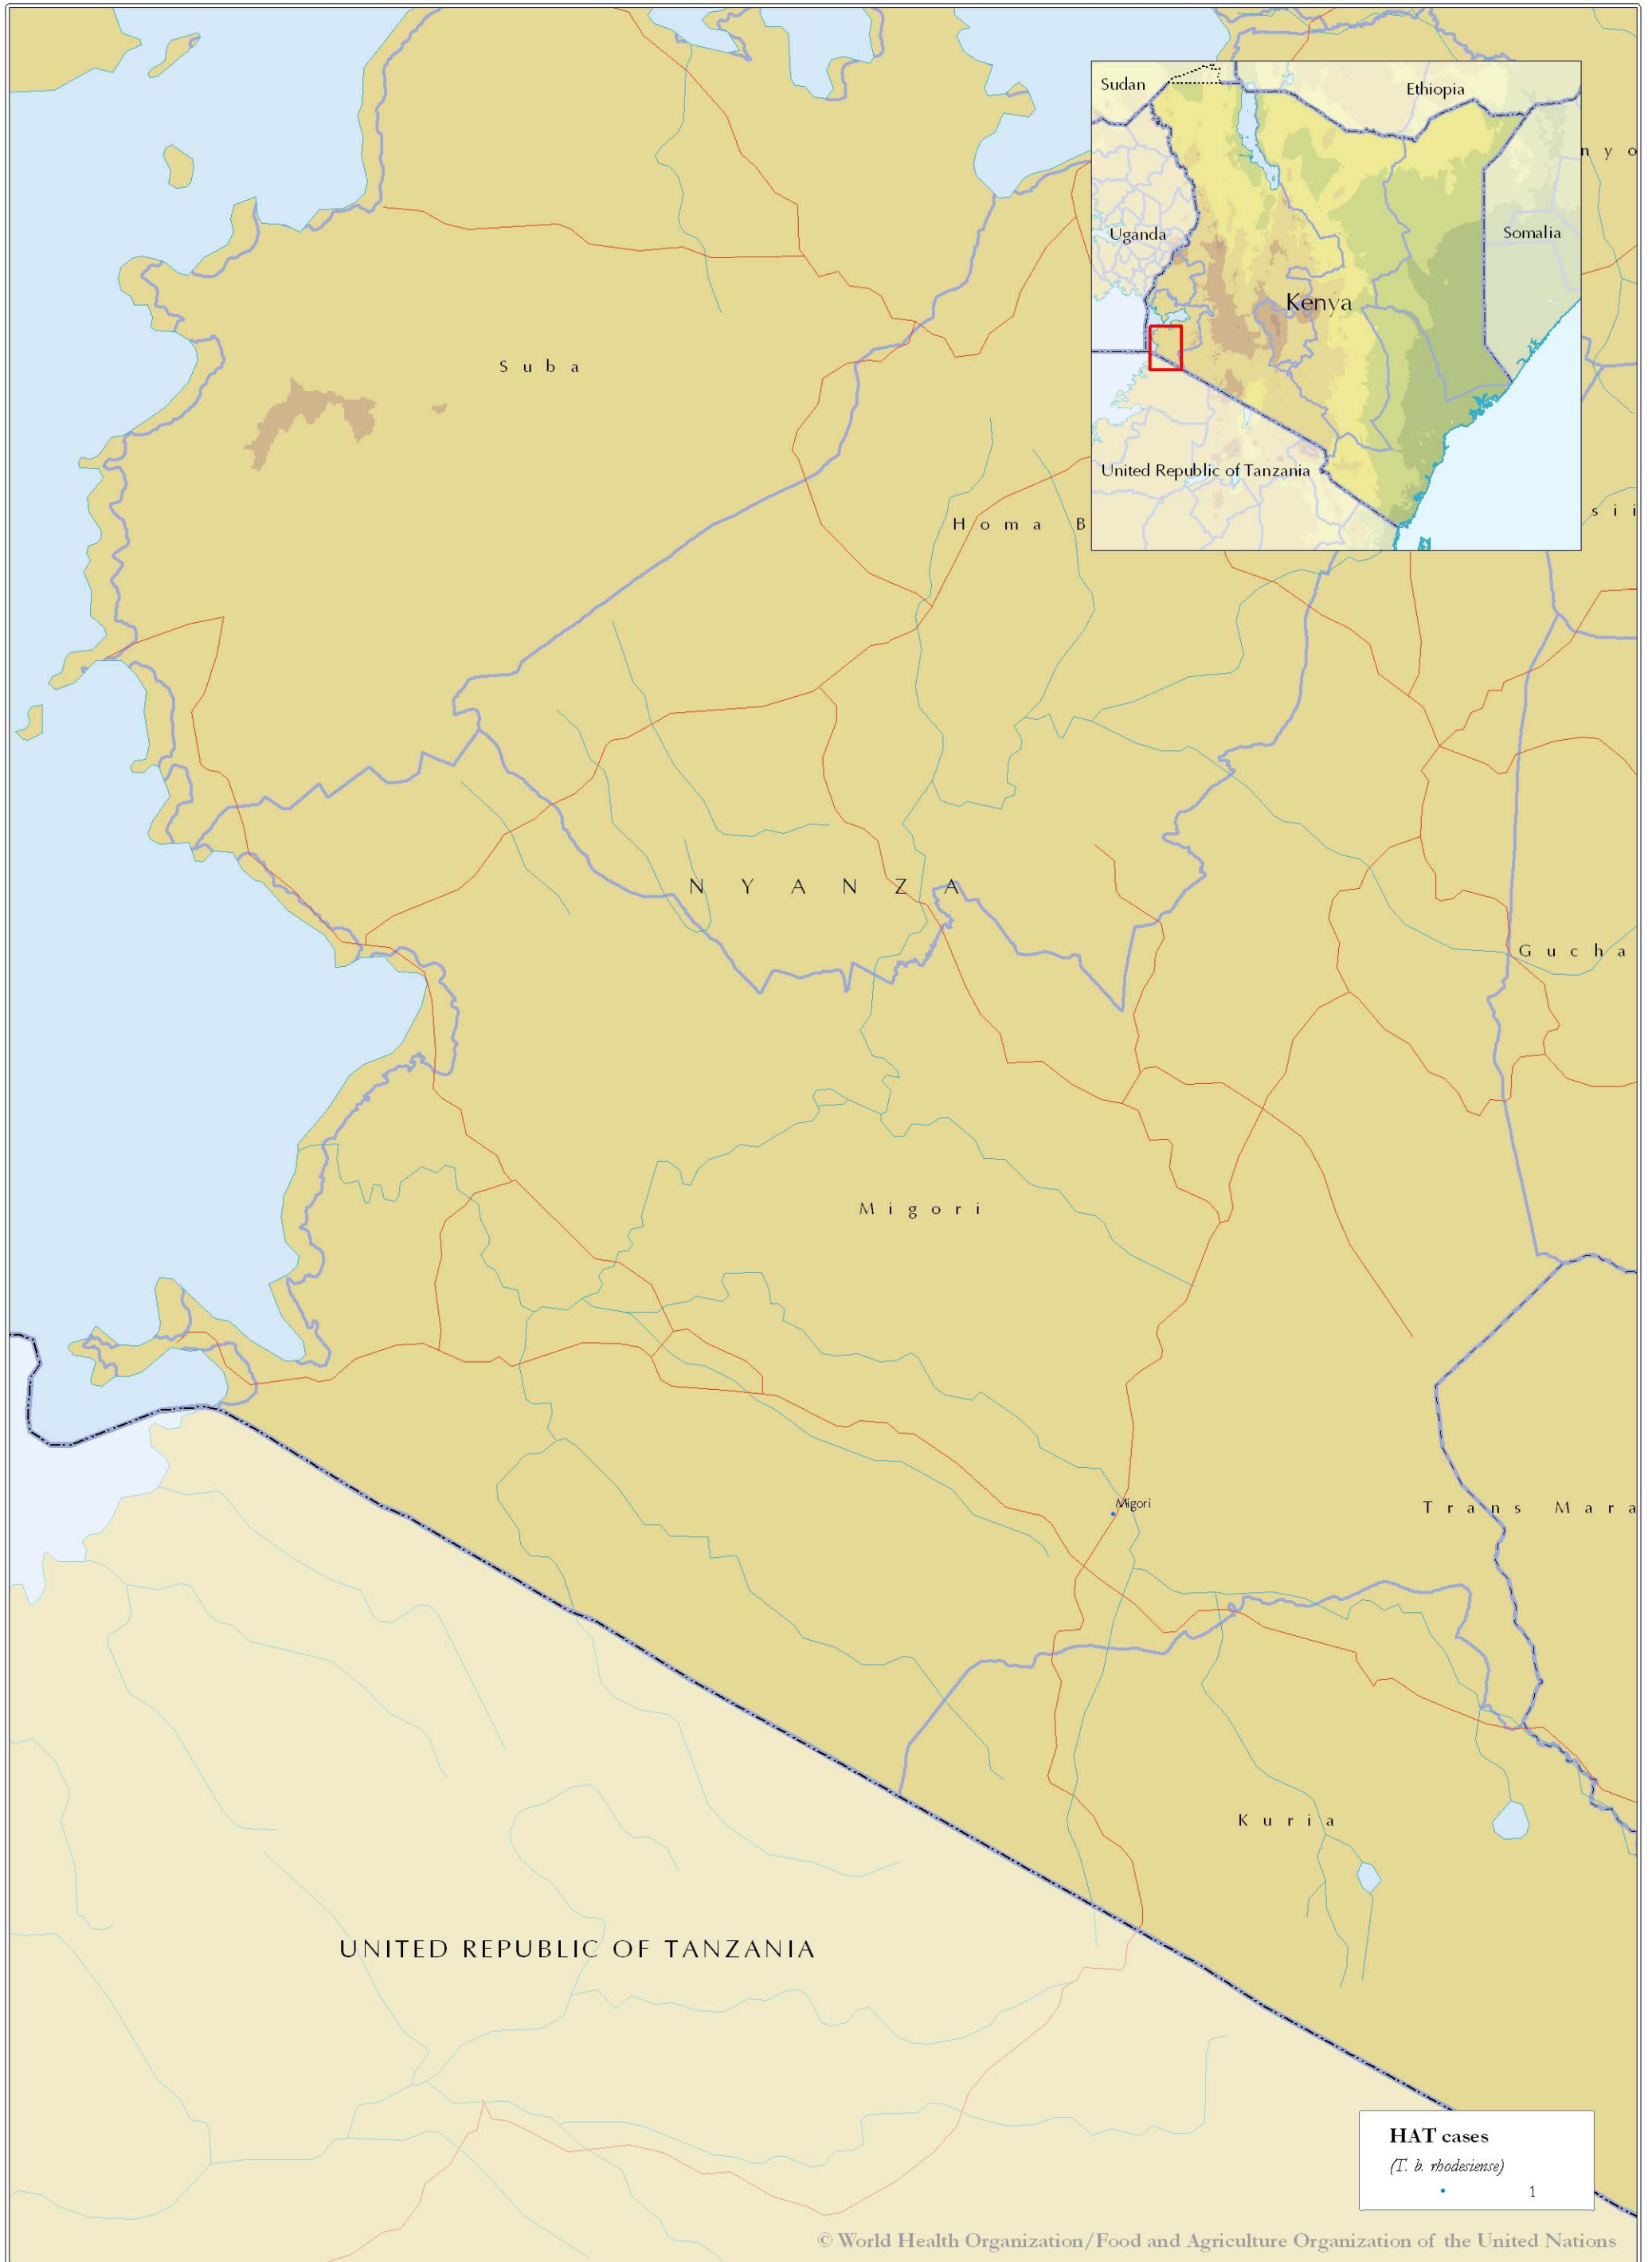 Sudan
Ethiopia
n y o
Uganda
Somalia
Kenya
Suba
United Republic of Tanzania
Homa B
s i i
NYANZA
Gucha
Migori
Migori
Trans Mara
Kuria
UNITED REPUBLIC OF TANZANIA
HAT cases
(T. b. rhodesiense)
1
© World Health Organization/Food and Agriculture Organization of the United Nations